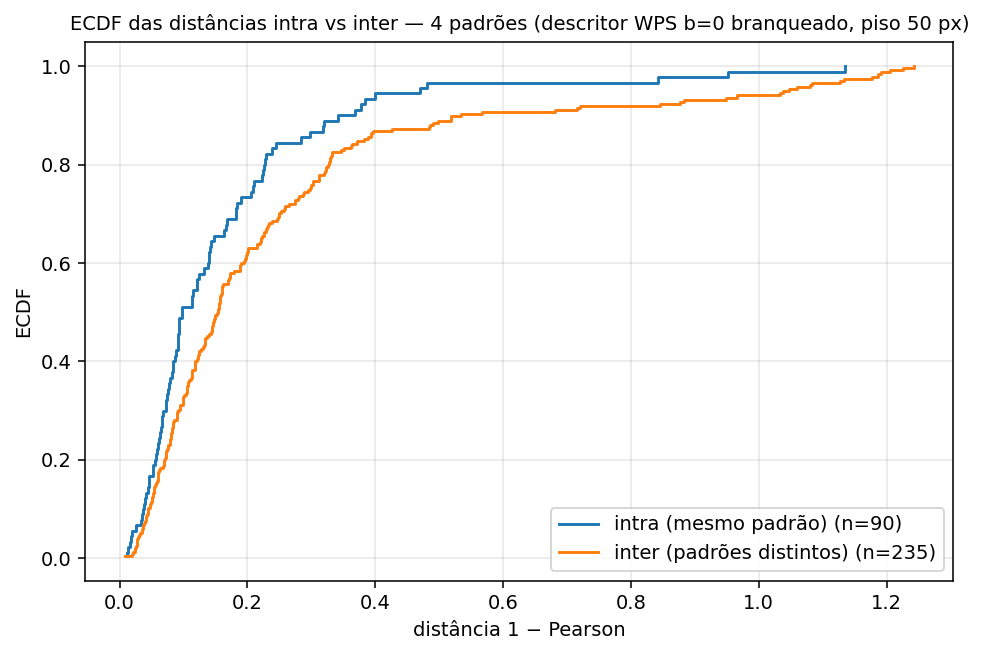 ECDF das distâncias intra vs inter — 4 padrões (descritor WPS b=0 branqueado, piso 50 px)
1.0
0.8
0.6
0.4
0.2
0.0
ECDF
intra (mesmo padrão) (n=90)
inter (padrões distintos) (n=235)
0.0 0.2 0.4 0.6 0.8 1.0 1.2
distância 1 − Pearson